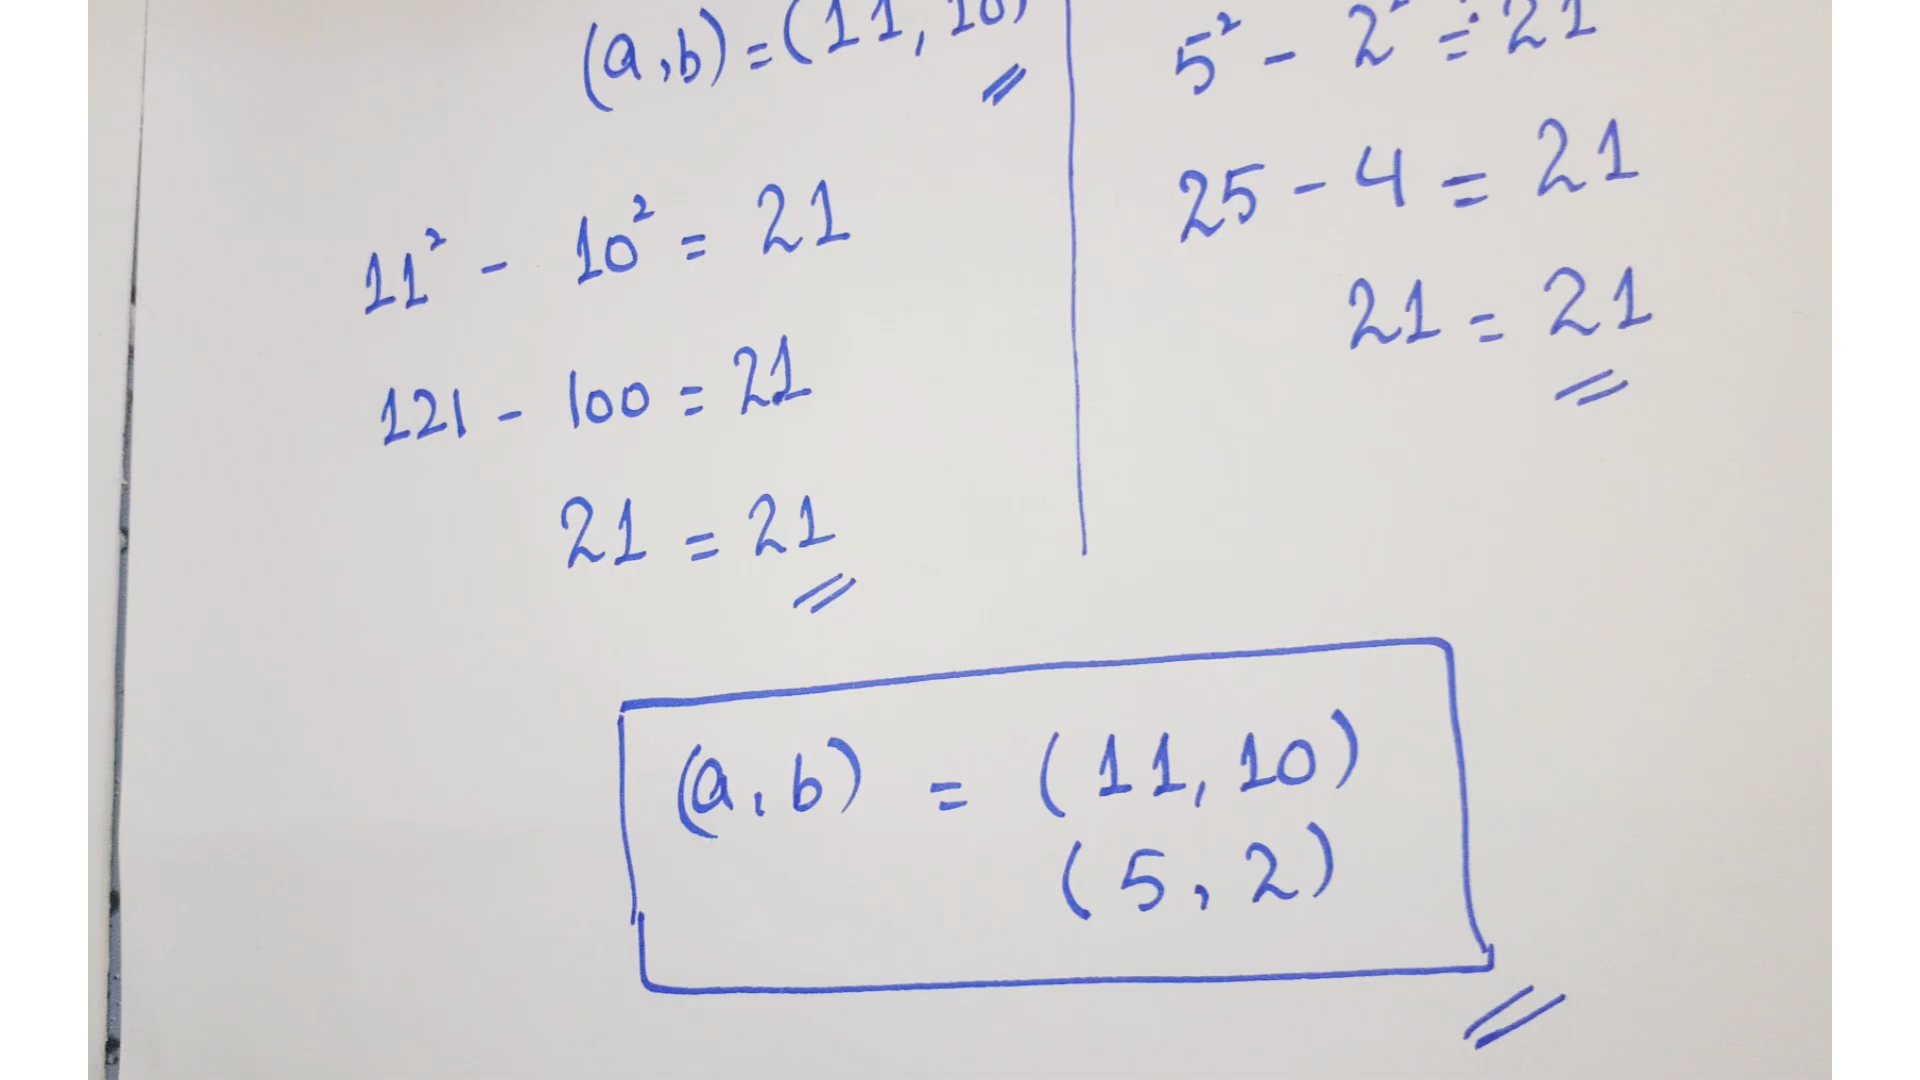 (a,b)=(11,10)
11² - 10² = 21
121 - 100 = 21
21 = 21
5² - 2² = 21
25 - 4 = 21
21 = 21
(a,b) = (11,10)
(5,2)